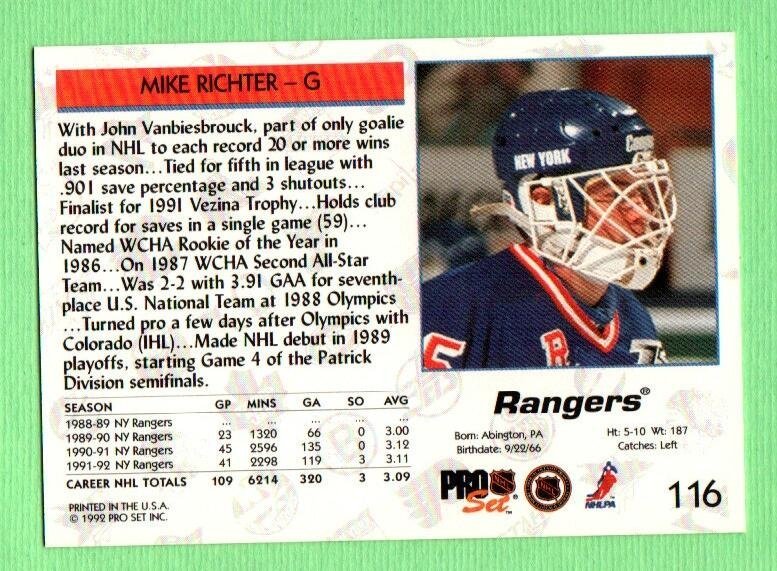 MIKE RICHTER – G
With John Vanbiesbrouck, part of only goalie
duo in NHL to each record 20 or more wins
last season...Tied for fifth in league with
.901 save percentage and 3 shutouts...
Finalist for 1991 Vezina Trophy...Holds club
record for saves in a single game (59)...
Named WCHA Rookie of the Year in
1986...On 1987 WCHA Second All-Star
Team...Was 2-2 with 3.91 GAA for seventh-
place U.S. National Team at 1988 Olympics
...Turned pro a few days after Olympics with
Colorado (IHL)...Made NHL debut in 1989
playoffs, starting Game 4 of the Patrick
Division semifinals.
SEASON GP MINS GA SO AVG
1988-89 NY Rangers ... ... ... ... ...
1989-90 NY Rangers 23 1320 66 0 3.00
1990-91 NY Rangers 45 2596 135 0 3.12
1991-92 NY Rangers 41 2298 119 3 3.11
CAREER NHL TOTALS 109 6214 320 3 3.09
PRINTED IN THE U.S.A.
© 1992 PRO SET INC.
NEW YORK
R
5
Rangers®
Born: Abington, PA
Birthdate: 9/22/66
Ht: 5-10 Wt: 187
Catches: Left
PRO
Set
NHL
TM
NHL
NHLPA
116